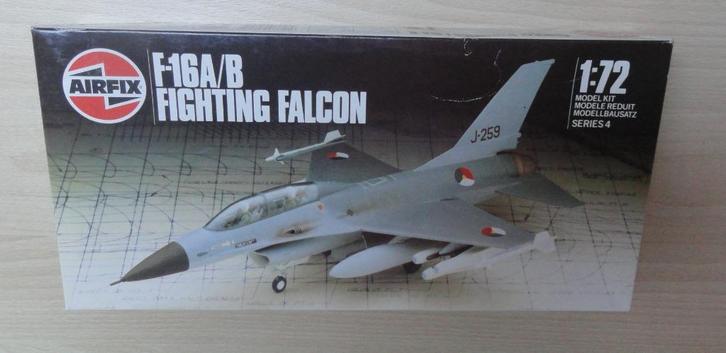 AIRFIX
F-16A/B
FIGHTING FALCON
1:72
MODEL KIT
MODELE REDUIT
MODELLBAUSATZ
SERIES 4
J-259